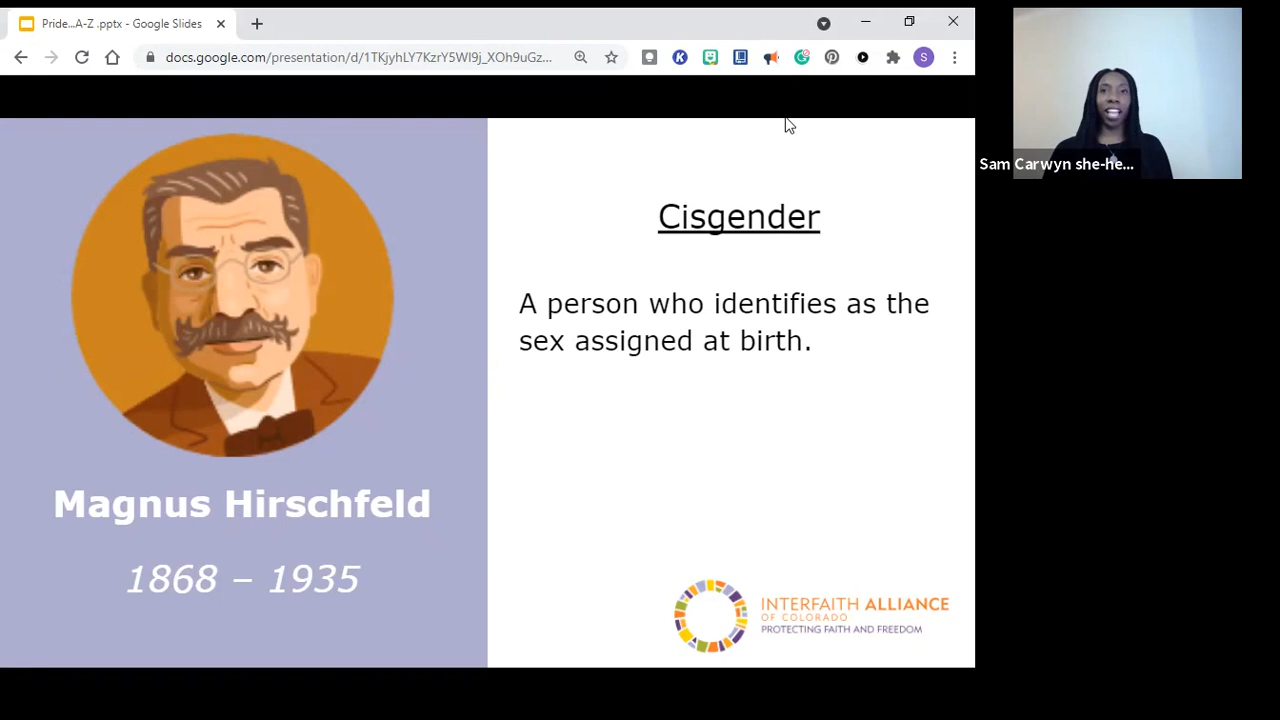 Pride...A-Z .pptx - Google Slides
docs.google.com/presentation/d/1TKjyhLY7KzrY5Wl9j_XOh9uGz...
S
Sam Carwyn she-he...
Cisgender
A person who identifies as the
sex assigned at birth.
Magnus Hirschfeld
1868 – 1935
INTERFAITH ALLIANCE
OF COLORADO
PROTECTING FAITH AND FREEDOM